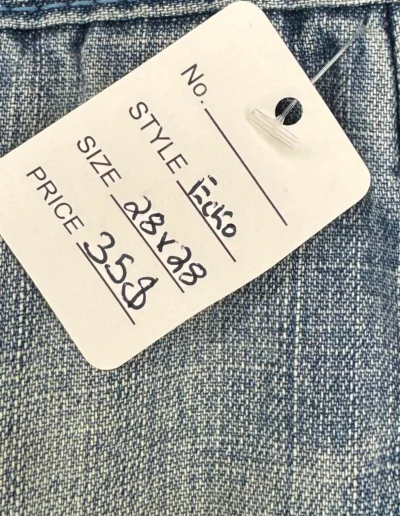 No.
STYLE Ecko
SIZE 28x28
PRICE 35$